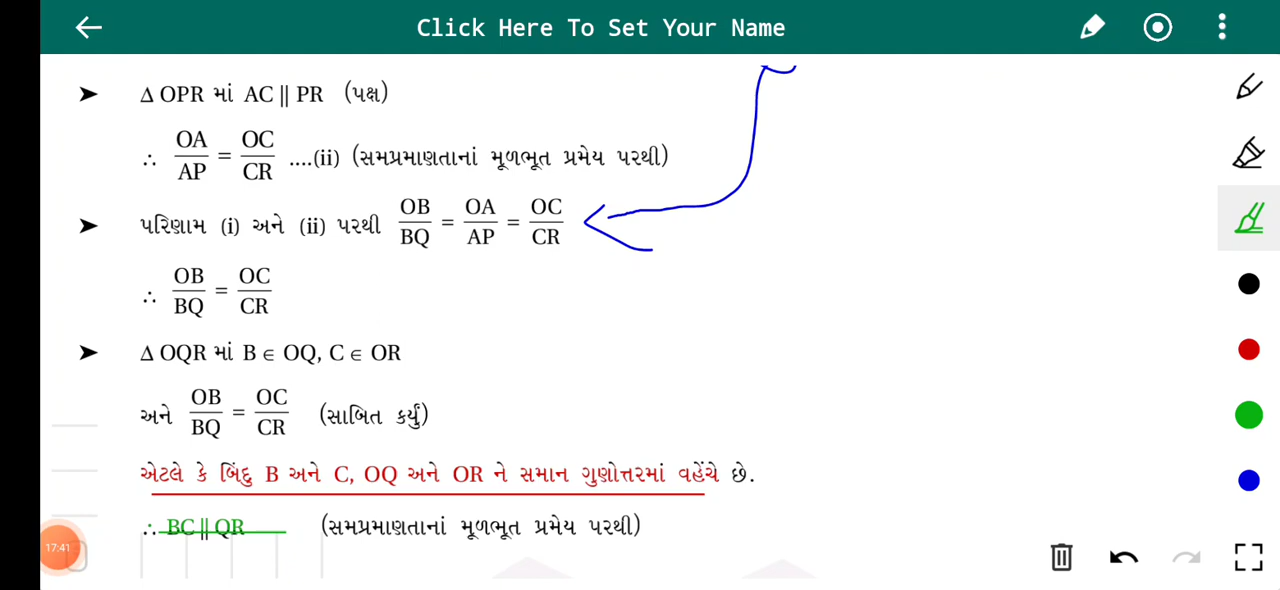 Click Here To Set Your Name
➤ Δ OPR માં AC || PR (પક્ષ)
∴ OA/AP = OC/CR ....(ii) (સમપ્રમાણતાનાં મૂળભૂત પ્રમેય પરથી)
➤ પરિણામ (i) અને (ii) પરથી OB/BQ = OA/AP = OC/CR
∴ OB/BQ = OC/CR
➤ Δ OQR માં B ∈ OQ, C ∈ OR
અને OB/BQ = OC/CR (સાબિત કર્યું)
એટલે કે બિંદુ B અને C, OQ અને OR ને સમાન ગુણોત્તરમાં વહેંચે છે.
∴ BC || QR (સમપ્રમાણતાનાં મૂળભૂત પ્રમેય પરથી)
17:41